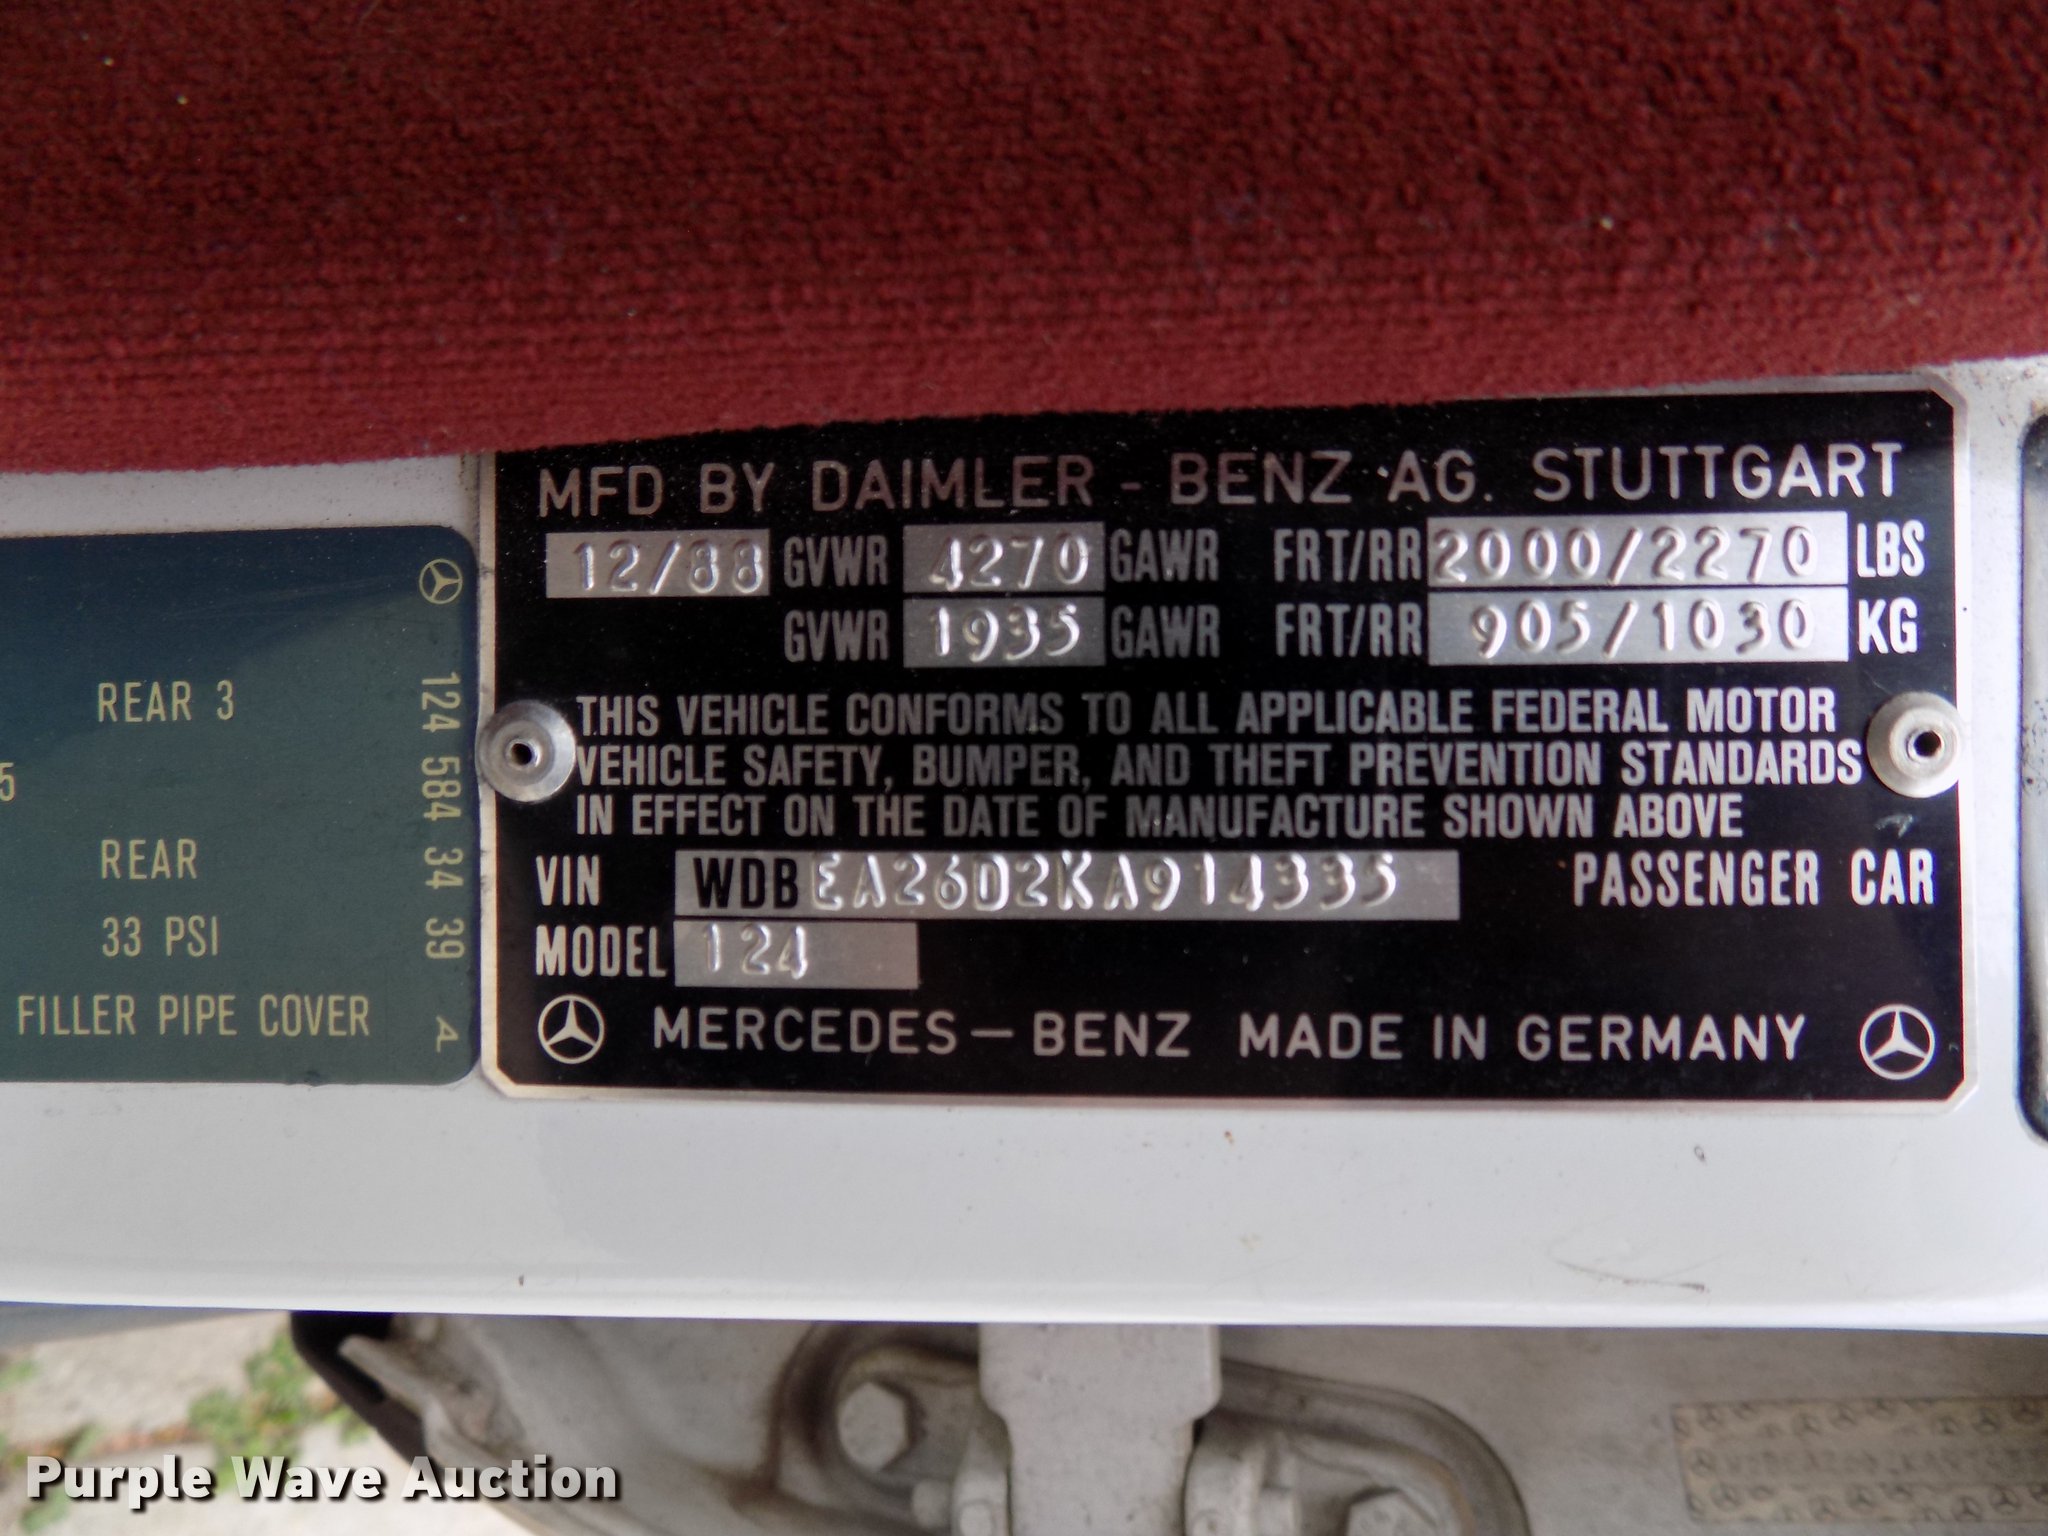 MFD BY DAIMLER - BENZ AG. STUTTGART
12/88 GVWR 4270 GAWR FRT/RR 2000/2270 LBS
GVWR 1935 GAWR FRT/RR 905/1030 KG
THIS VEHICLE CONFORMS TO ALL APPLICABLE FEDERAL MOTOR
VEHICLE SAFETY, BUMPER, AND THEFT PREVENTION STANDARDS
IN EFFECT ON THE DATE OF MANUFACTURE SHOWN ABOVE
VIN WDBEA26D2KA914335 PASSENGER CAR
MODEL 124
MERCEDES-BENZ MADE IN GERMANY
REAR 3
5
REAR
33 PSI
FILLER PIPE COVER
124 584 34 39 A
Purple Wave Auction